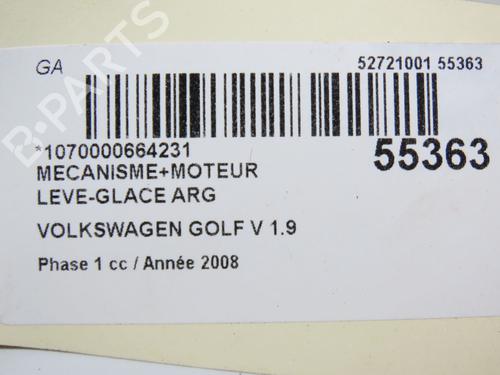 GA
52721001 55363
*1070000664231
55363
MECANISME+MOTEUR
LEVE-GLACE ARG
VOLKSWAGEN GOLF V 1.9
Phase 1 cc / Année 2008
B-PARTS